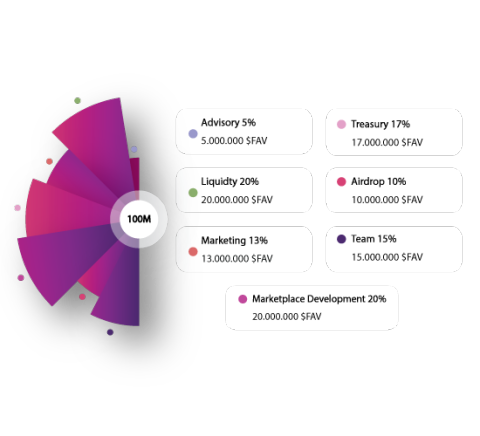 100M
Advisory 5%
5.000.000 $FAV
Treasury 17%
17.000.000 $FAV
Liquidty 20%
20.000.000 $FAV
Airdrop 10%
10.000.000 $FAV
Marketing 13%
13.000.000 $FAV
Team 15%
15.000.000 $FAV
Marketplace Development 20%
20.000.000 $FAV